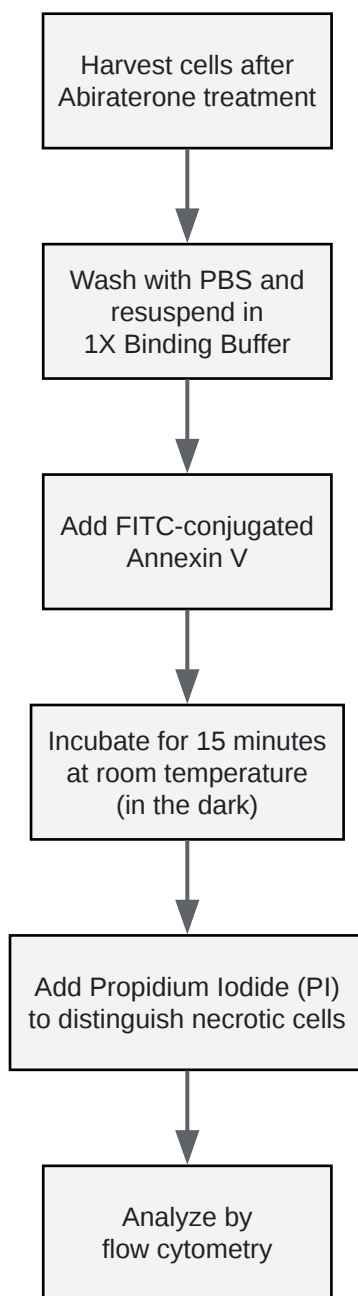 Harvest cells after
Abiraterone treatment
Wash with PBS and
resuspend in
1X Binding Buffer
Add FITC-conjugated
Annexin V
Incubate for 15 minutes
at room temperature
(in the dark)
Add Propidium Iodide (PI)
to distinguish necrotic cells
Analyze by
flow cytometry